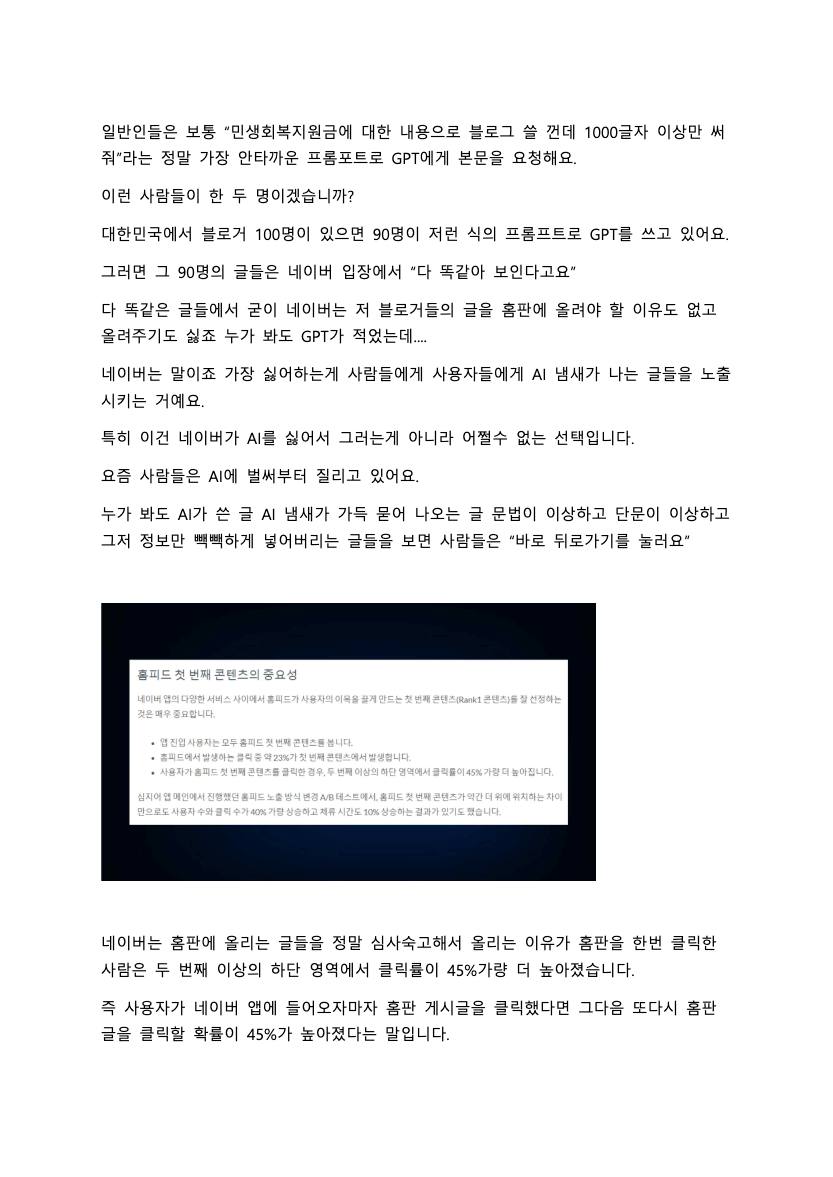 일반인들은 보통 “민생회복지원금에 대한 내용으로 블로그 쓸 껀데 1000글자 이상만 써
줘”라는 정말 가장 안타까운 프롬포트로 GPT에게 본문을 요청해요.
이런 사람들이 한 두 명이겠습니까?
대한민국에서 블로거 100명이 있으면 90명이 저런 식의 프롬프트로 GPT를 쓰고 있어요.
그러면 그 90명의 글들은 네이버 입장에서 “다 똑같아 보인다고요”
다 똑같은 글들에서 굳이 네이버는 저 블로거들의 글을 홈판에 올려야 할 이유도 없고
올려주기도 싫죠 누가 봐도 GPT가 적었는데....
네이버는 말이죠 가장 싫어하는게 사람들에게 사용자들에게 AI 냄새가 나는 글들을 노출
시키는 거예요.
특히 이건 네이버가 AI를 싫어서 그러는게 아니라 어쩔수 없는 선택입니다.
요즘 사람들은 AI에 벌써부터 질리고 있어요.
누가 봐도 AI가 쓴 글 AI 냄새가 가득 묻어 나오는 글 문법이 이상하고 단문이 이상하고
그저 정보만 빽빽하게 넣어버리는 글들을 보면 사람들은 “바로 뒤로가기를 눌러요”
홈피드 첫 번째 콘텐츠의 중요성
네이버 앱의 다양한 서비스 사이에서 홈피드가 사용자의 이목을 끌게 만드는 첫 번째 콘텐츠(Rank1 콘텐츠)를 잘 선정하는
것은 매우 중요합니다.
• 앱 진입 사용자는 모두 홈피드 첫 번째 콘텐츠를 봅니다.
• 홈피드에서 발생하는 클릭 중 약 23%가 첫 번째 콘텐츠에서 발생합니다.
• 사용자가 홈피드 첫 번째 콘텐츠를 클릭한 경우, 두 번째 이상의 하단 영역에서 클릭률이 45%가량 더 높아집니다.
심지어 앱 메인에서 진행했던 홈피드 노출 방식 변경 A/B 테스트에서, 홈피드 첫 번째 콘텐츠가 약간 더 위에 위치하는 차이
만으로도 사용자 수와 클릭 수가 40% 가량 상승하고 체류 시간도 10% 상승하는 결과가 있기도 했습니다.
네이버는 홈판에 올리는 글들을 정말 심사숙고해서 올리는 이유가 홈판을 한번 클릭한
사람은 두 번째 이상의 하단 영역에서 클릭률이 45%가량 더 높아졌습니다.
즉 사용자가 네이버 앱에 들어오자마자 홈판 게시글을 클릭했다면 그다음 또다시 홈판
글을 클릭할 확률이 45%가 높아졌다는 말입니다.